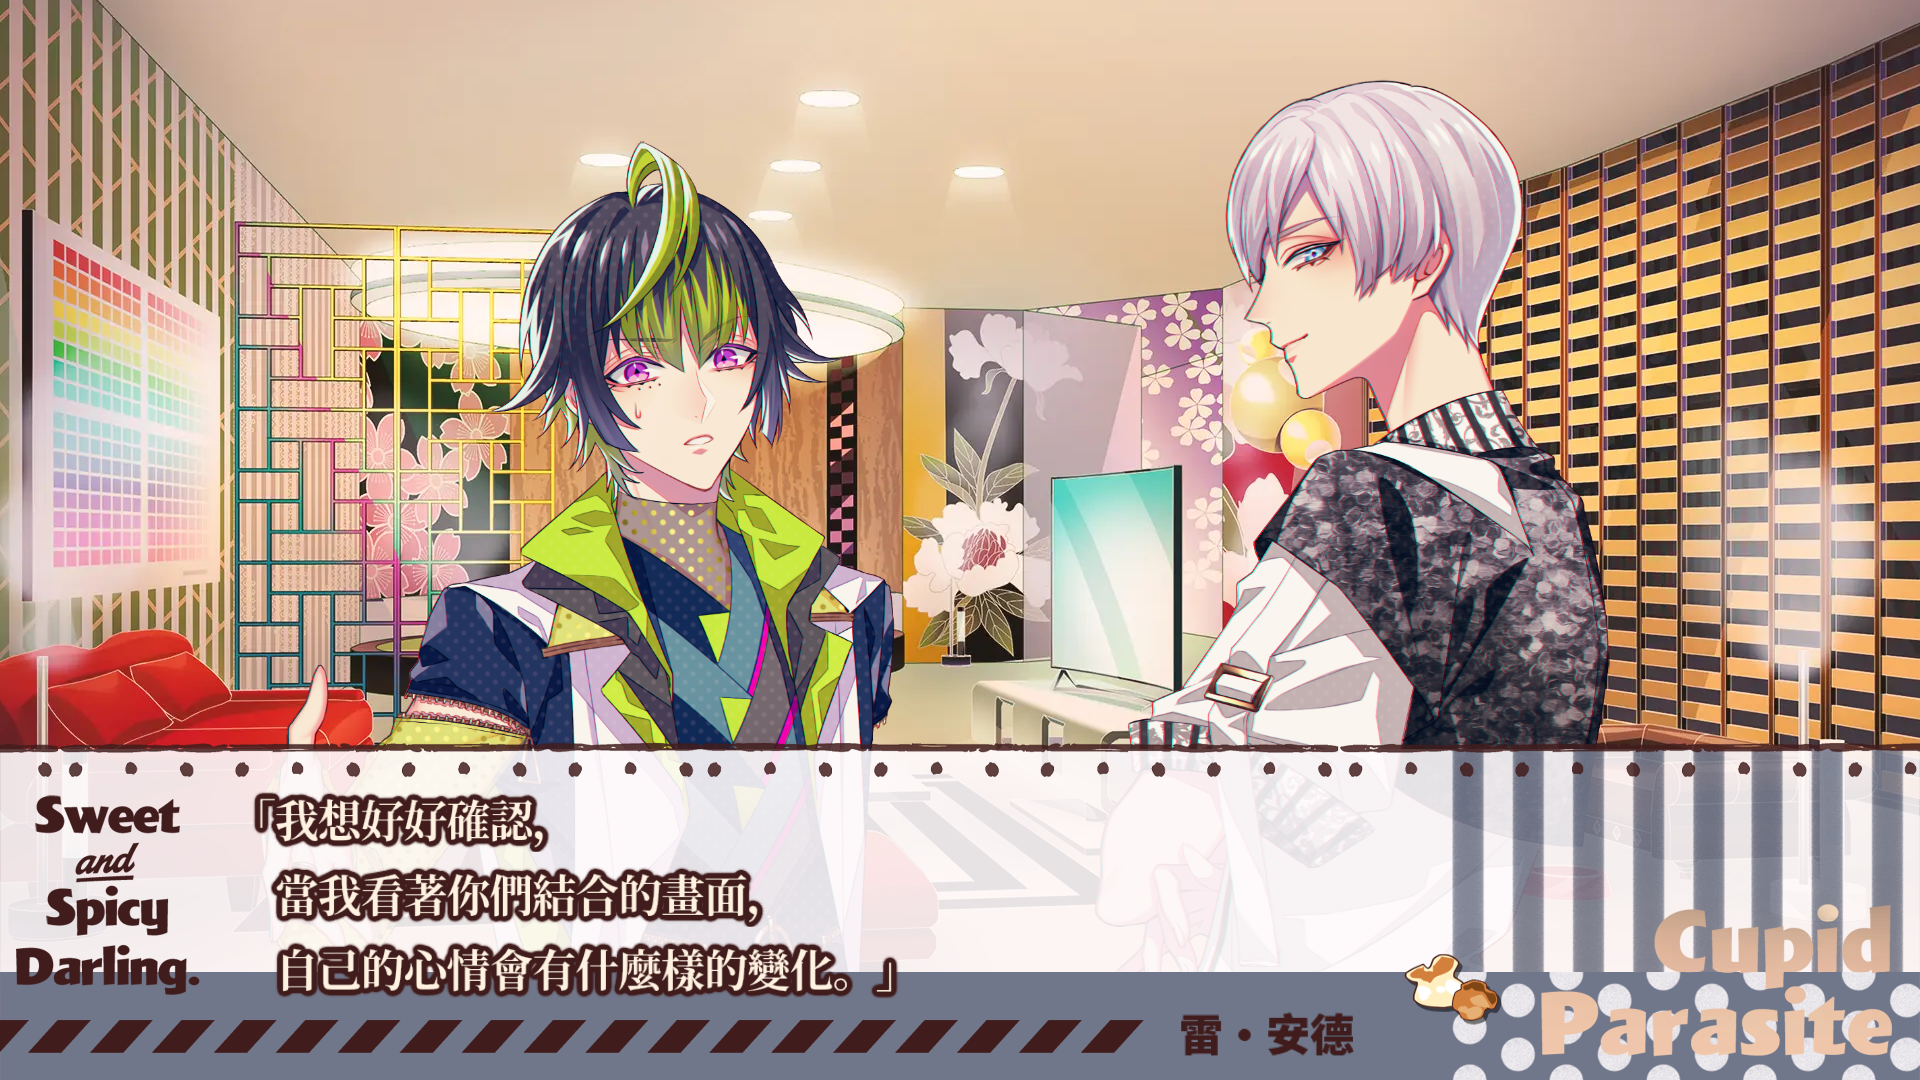 Sweet
and
Spicy
Darling.
「我想好好確認,
當我看著你們結合的畫面,
自己的心情會有什麼樣的變化。」
雷・安德
Cupid
Parasite